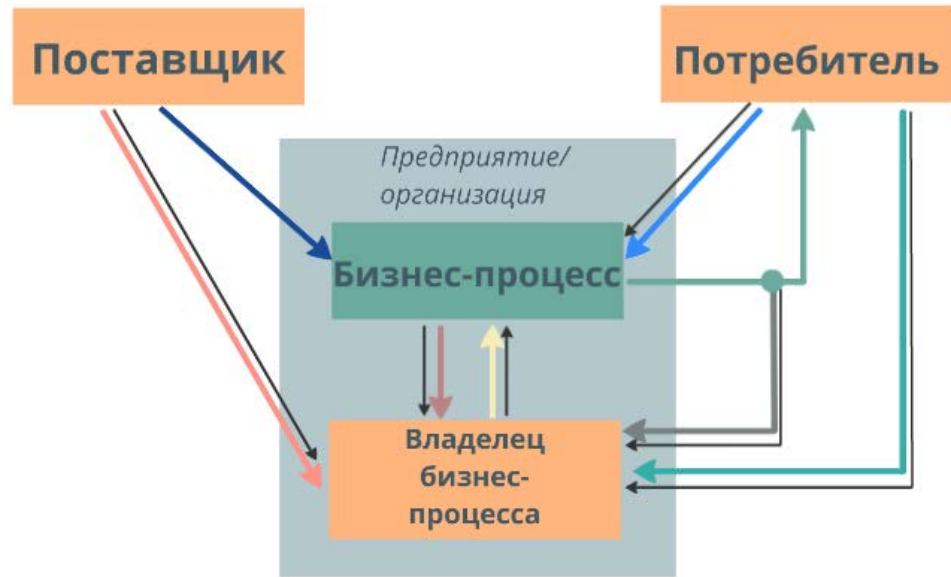 Поставщик
Потребитель
Предприятие/
организация
Бизнес-процесс
Владелец
бизнес-
процесса